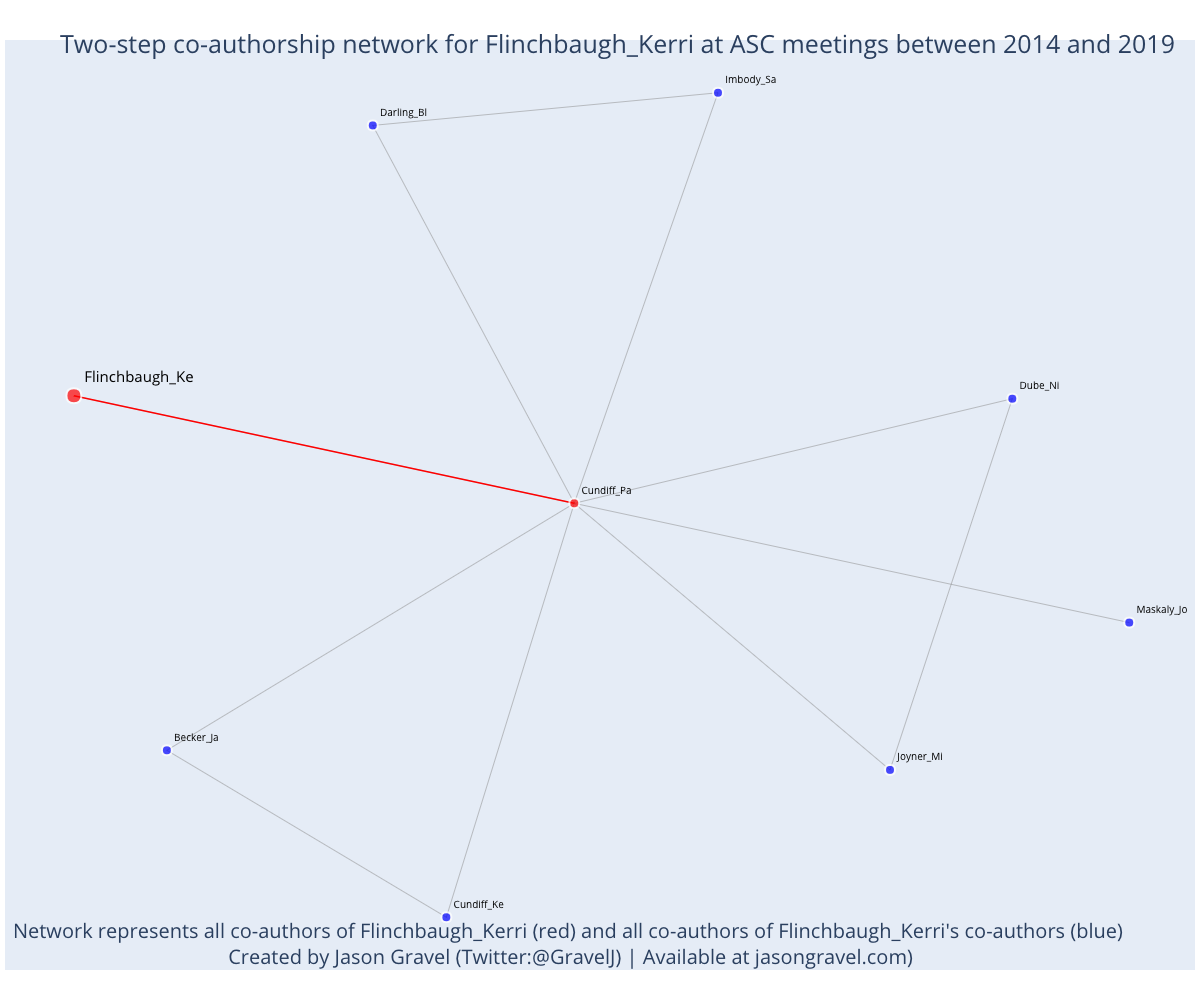 Two-step co-authorship network for Flinchbaugh_Kerri at ASC meetings between 2014 and 2019
Imbody_Sa
Darling_Bl
Flinchbaugh_Ke
Dube_Ni
Cundiff_Pa
Maskaly_Jo
Becker_Ja
Joyner_Mi
Cundiff_Ke
Network represents all co-authors of Flinchbaugh_Kerri (red) and all co-authors of Flinchbaugh_Kerri's co-authors (blue)
Created by Jason Gravel (Twitter:@GravelJ) | Available at jasongravel.com)